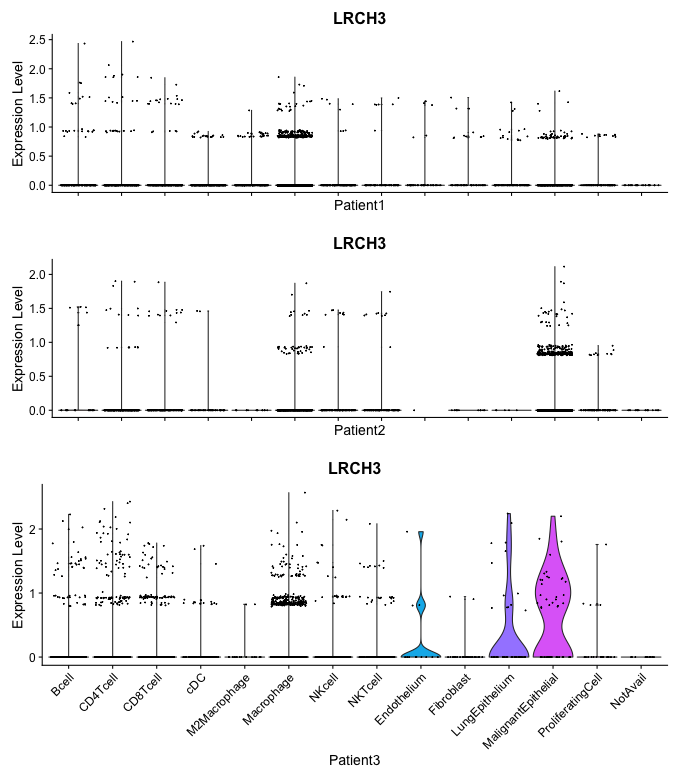 LRCH3
Expression Level
2.5
2.0
1.5
1.0
0.5
0.0
Patient1
LRCH3
Expression Level
2.0
1.5
1.0
0.5
0.0
Patient2
LRCH3
Expression Level
2
1
0
Bcell
CD4Tcell
CD8Tcell
cDC
M2Macrophage
Macrophage
NKcell
NKTcell
Endothelium
Fibroblast
LungEpithelium
MalignantEpithelial
ProliferatingCell
NotAvail
Patient3